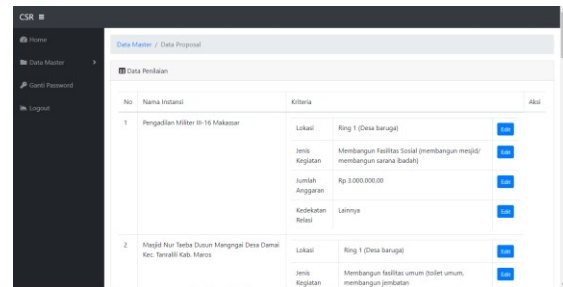 CSR
Home
Data Master / Data Proposal
Data Master
Data Penilaian
Ganti Password
Logout
No Nama Instansi Kriteria Aksi
1 Pengadilan Militer III-16 Makassar
Lokasi Ring 1 (Desa baruga) Edit
Jenis Kegiatan Membangun Fasilitas Sosial (membangun mesjid/
membangun sarana ibadah) Edit
Jumlah Anggaran Rp 3.000.000,00 Edit
Kedekatan Relasi Lainnya Edit
2 Masjid Nur Taeba Dusun Mangngai Desa Damai
Kec. Tanralili Kab. Maros
Lokasi Ring 1 (Desa baruga) Edit
Jenis Kegiatan Membangun fasilitas umum (toilet umum,
membangun jembatan Edit